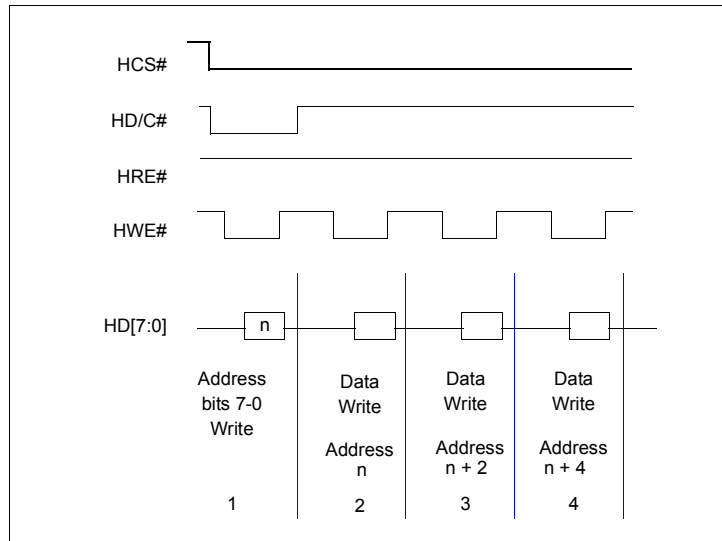 HCS#
HD/C#
HRE#
HWE#
HD[7:0]
n
Address
bits 7-0
Write
Data
Write
Data
Write
Data
Write
Address
n
Address
n + 2
Address
n + 4
1
2
3
4